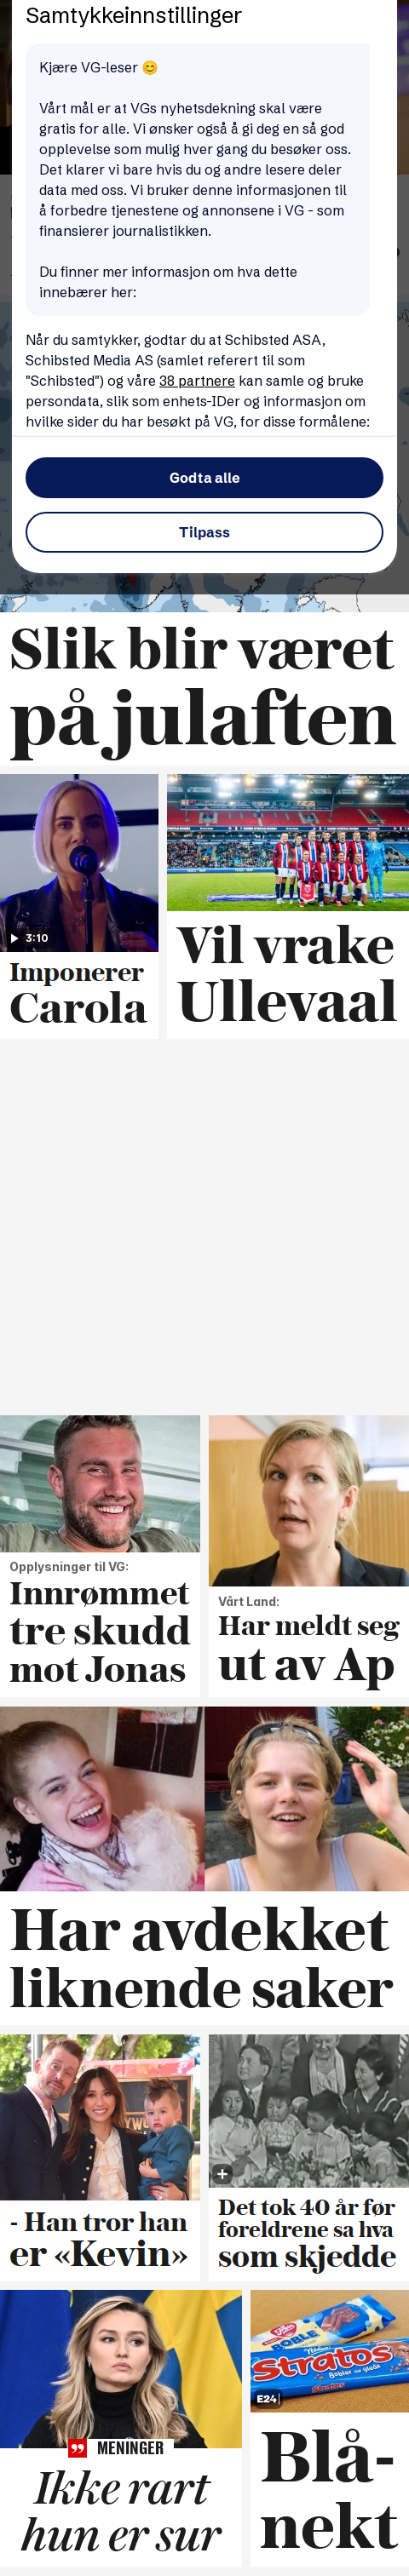 Samtykkeinnstillinger
Kjære VG-leser 😊
Vårt mål er at VGs nyhetsdekning skal være
gratis for alle. Vi ønsker også å gi deg en så god
opplevelse som mulig hver gang du besøker oss.
Det klarer vi bare hvis du og andre lesere deler
data med oss. Vi bruker denne informasjonen til
å forbedre tjenestene og annonsene i VG - som
finansierer journalistikken.
Du finner mer informasjon om hva dette
innebærer her:
Når du samtykker, godtar du at Schibsted ASA,
Schibsted Media AS (samlet referert til som
"Schibsted") og våre 38 partnere kan samle og bruke
persondata, slik som enhets-IDer og informasjon om
hvilke sider du har besøkt på VG, for disse formålene:
Godta alle
Tilpass
Slik blir været
på julaften
3:10
Imponerer
Carola
Vil vrake
Ullevaal
Opplysninger til VG:
Innrømmet
tre skudd
mot Jonas
Vårt Land:
Har meldt seg
ut av Ap
Har avdekket
liknende saker
- Han tror han
er «Kevin»
Det tok 40 år før
foreldrene sa hva
som skjedde
MENINGER
Ikke rart
hun er sur
BOBLE
Stratos
Bobler av glede
Stratos
E24
Blå-
nekt